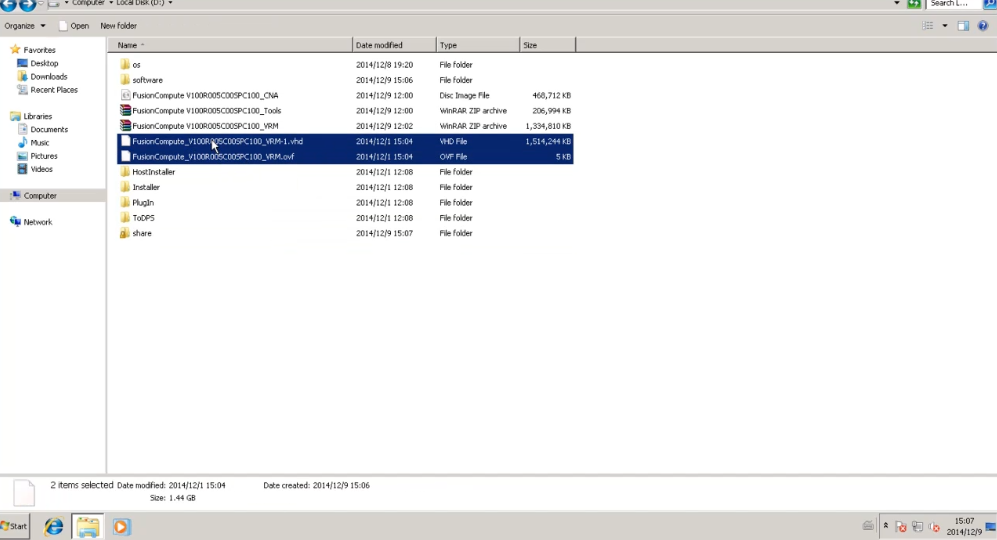 Computer ▸ Local Disk (D:) ▾ Search L...
Organize ▾ Open New folder
Name Date modified Type Size
Favorites
Desktop
Downloads
Recent Places
Libraries
Documents
Music
Pictures
Videos
Computer
Network
os 2014/12/8 19:20 File folder
software 2014/12/9 15:06 File folder
FusionCompute V100R005C00SPC100_CNA 2014/12/9 12:00 Disc Image File 468,712 KB
FusionCompute V100R005C00SPC100_Tools 2014/12/9 12:00 WinRAR ZIP archive 206,994 KB
FusionCompute V100R005C00SPC100_VRM 2014/12/9 12:02 WinRAR ZIP archive 1,334,810 KB
FusionCompute_V100R005C00SPC100_VRM-1.vhd 2014/12/1 15:04 VHD File 1,514,244 KB
FusionCompute_V100R005C00SPC100_VRM.ovf 2014/12/1 15:04 OVF File 5 KB
HostInstaller 2014/12/1 12:08 File folder
Installer 2014/12/1 12:08 File folder
PlugIn 2014/12/1 12:08 File folder
ToDPS 2014/12/1 12:08 File folder
share 2014/12/9 15:07 File folder
2 items selected Date modified: 2014/12/1 15:04 Date created: 2014/12/9 15:06
Size: 1.44 GB
Start
15:07
2014/12/9